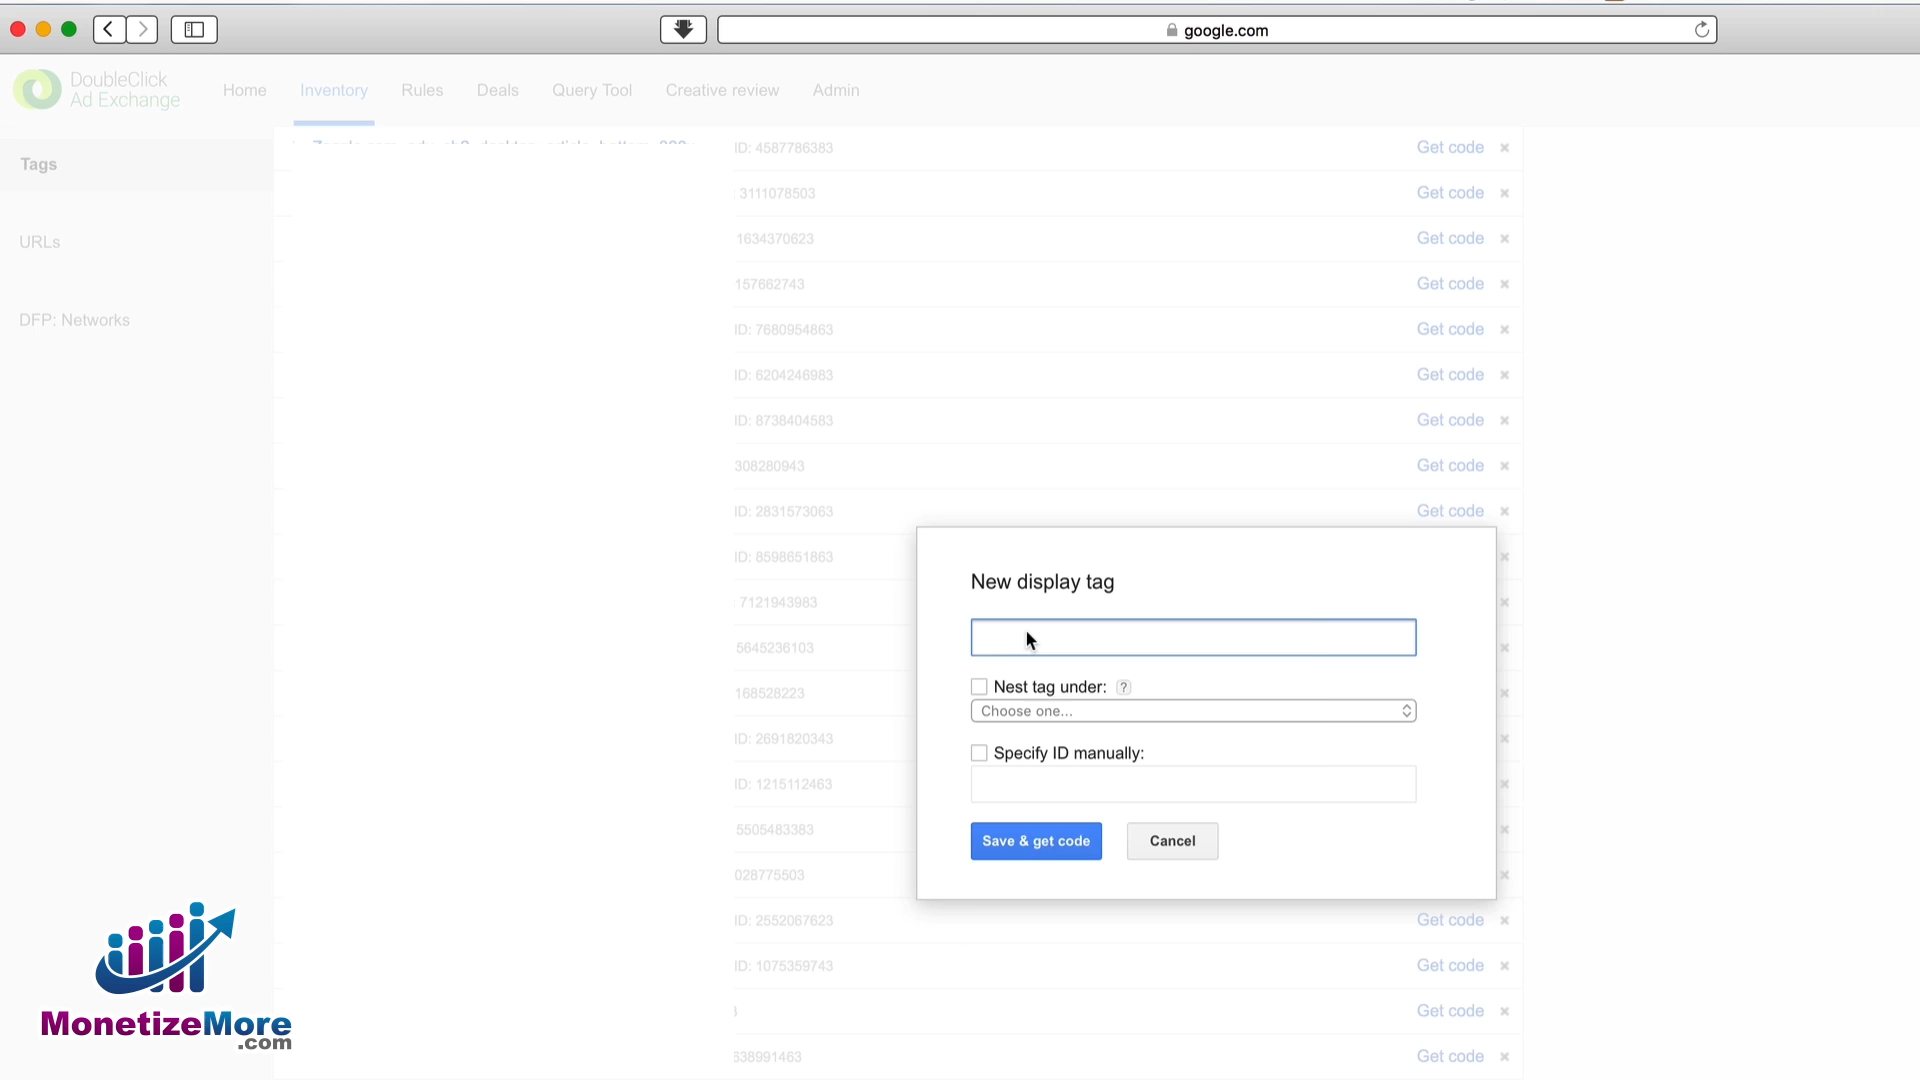 google.com
DoubleClick
Ad Exchange
Home
Inventory
Rules
Deals
Query Tool
Creative review
Admin
Tags
URLs
DFP: Networks
ID: 4587786383
Get code
: 3111078503
Get code
1634370623
Get code
157662743
Get code
ID: 7680954863
Get code
ID: 6204246983
Get code
ID: 8738404583
Get code
308280943
Get code
ID: 2831573063
Get code
ID: 8598651863
: 7121943983
5645236103
168528223
ID: 2691820343
ID: 1215112463
5505483383
028775503
ID: 2552067623
Get code
ID: 1075359743
Get code
Get code
638991463
Get code
New display tag
Nest tag under: ?
Choose one...
Specify ID manually:
Save & get code
Cancel
MonetizeMore
.com